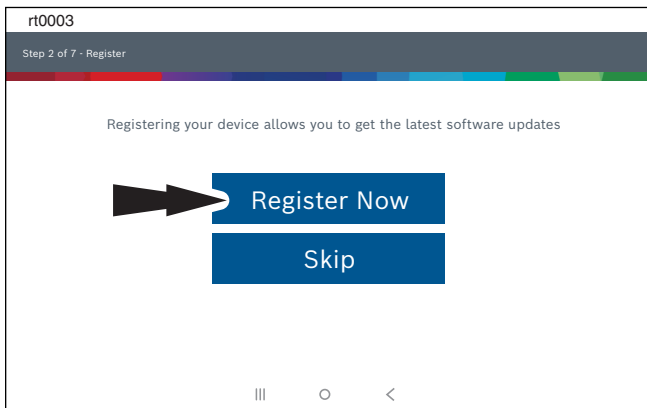 rt0003
Step 2 of 7 - Register
Registering your device allows you to get the latest software updates
Register Now
Skip